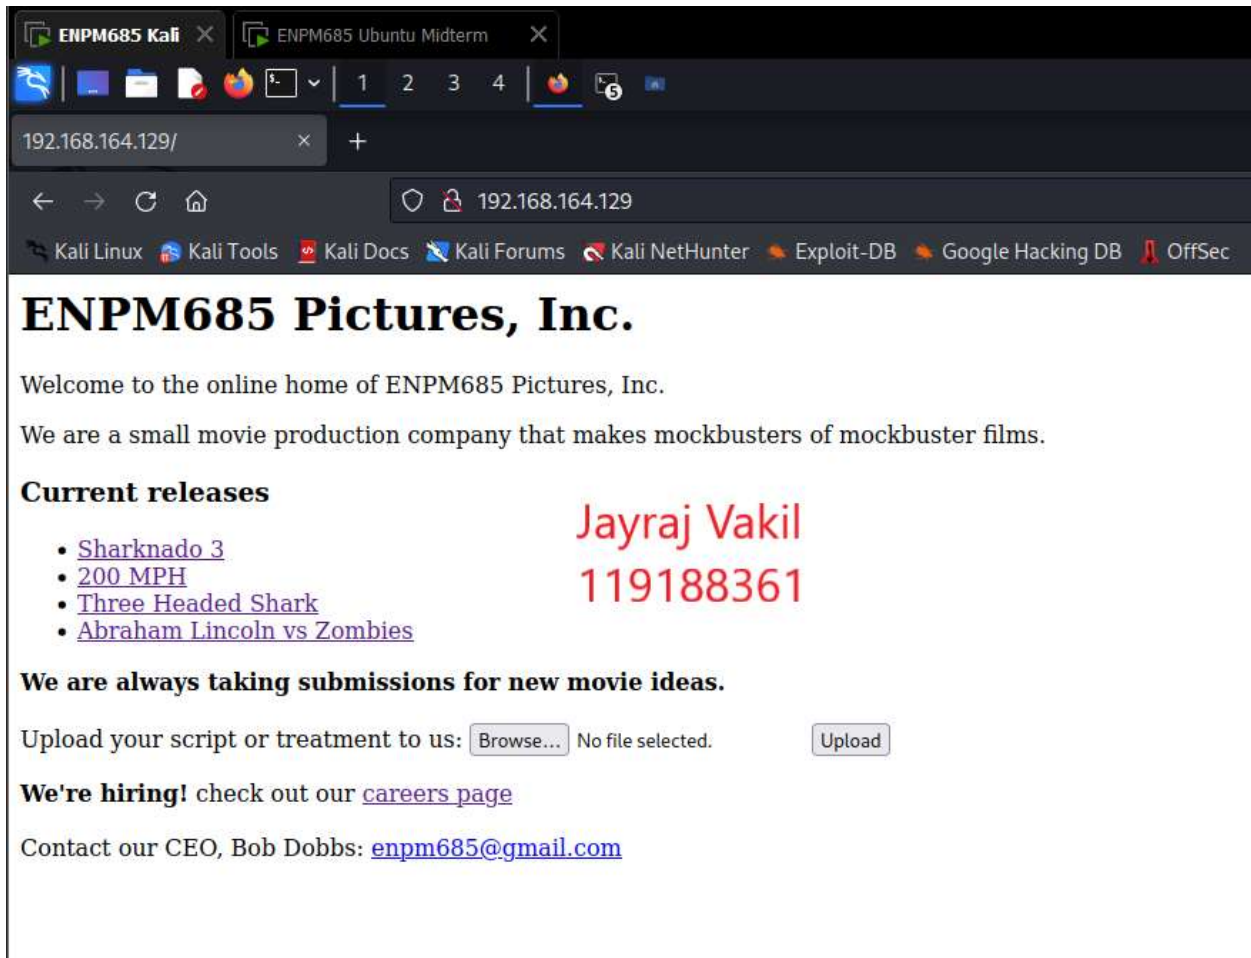 ENPM685 Kali ENPM685 Ubuntu Midterm
1 2 3 4 5
192.168.164.129/
192.168.164.129
Kali Linux Kali Tools Kali Docs Kali Forums Kali NetHunter Exploit-DB Google Hacking DB OffSec
ENPM685 Pictures, Inc.
Welcome to the online home of ENPM685 Pictures, Inc.
We are a small movie production company that makes mockbusters of mockbuster films.
Current releases
Jayraj Vakil
119188361
• Sharknado 3
• 200 MPH
• Three Headed Shark
• Abraham Lincoln vs Zombies
We are always taking submissions for new movie ideas.
Upload your script or treatment to us: Browse... No file selected. Upload
We're hiring! check out our careers page
Contact our CEO, Bob Dobbs: enpm685@gmail.com